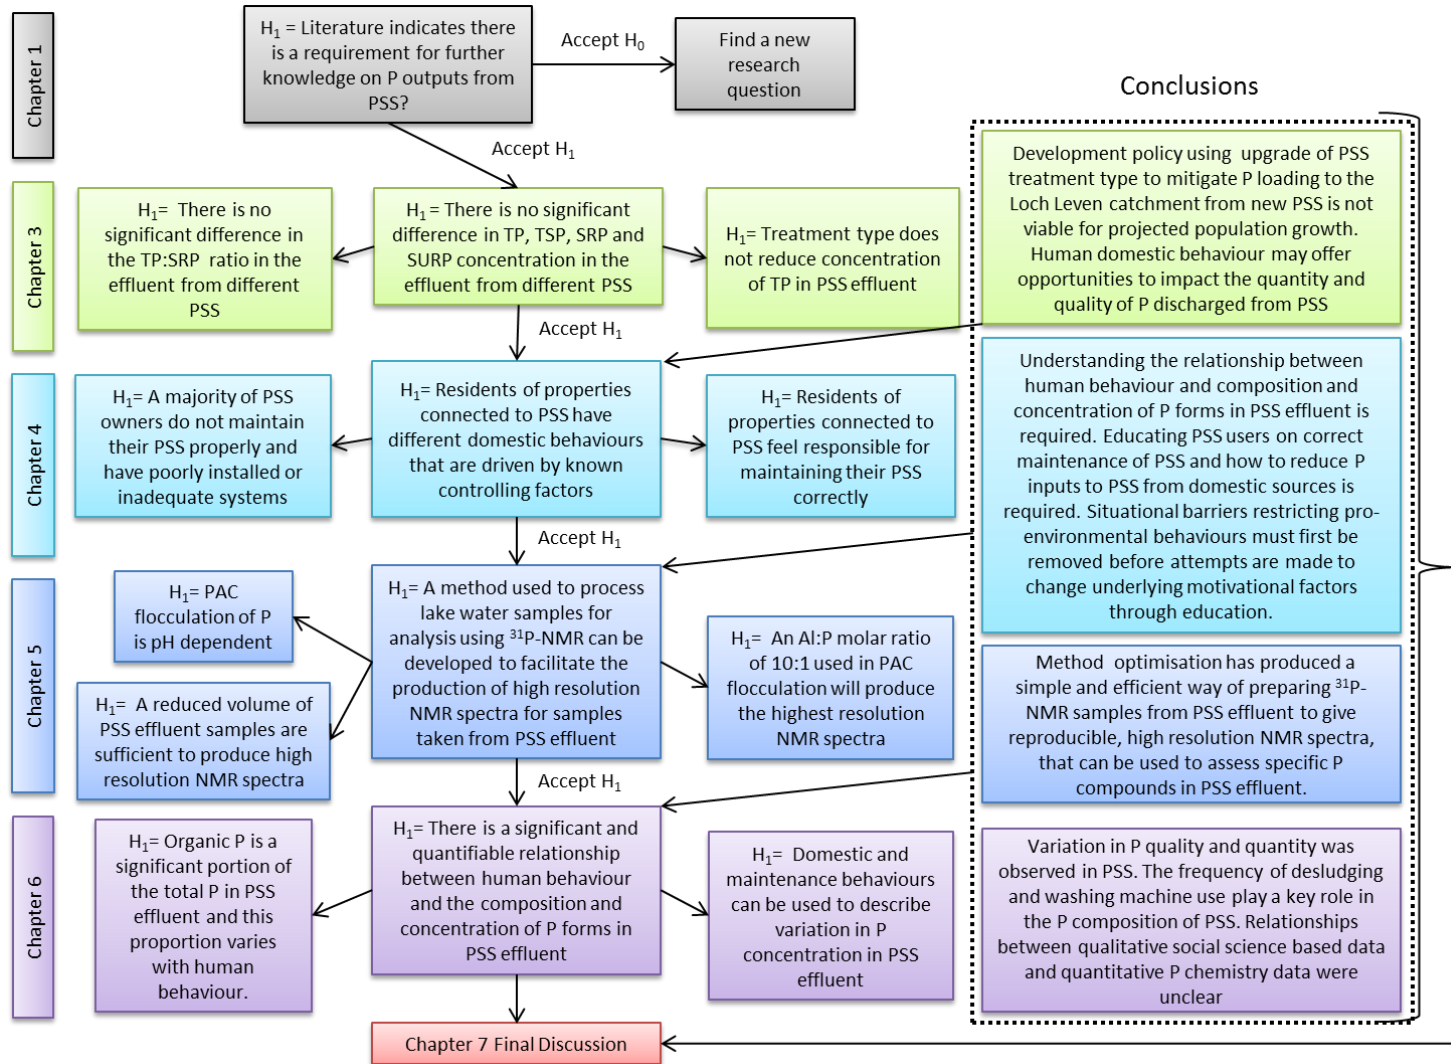 Chapter 1
H₁ = Literature indicates there
is a requirement for further
knowledge on P outputs from
PSS?
Accept H₀
Find a new
research
question
Accept H₁
Conclusions
Chapter 3
H₁= There is no
significant difference in
the TP:SRP ratio in the
effluent from different
PSS
H₁ = There is no significant
difference in TP, TSP, SRP and
SURP concentration in the
effluent from different PSS
H₁= Treatment type does
not reduce concentration
of TP in PSS effluent
Development policy using upgrade of PSS
treatment type to mitigate P loading to the
Loch Leven catchment from new PSS is not
viable for projected population growth.
Human domestic behaviour may offer
opportunities to impact the quantity and
quality of P discharged from PSS
Accept H₁
Chapter 4
H₁= A majority of PSS
owners do not maintain
their PSS properly and
have poorly installed or
inadequate systems
H₁= Residents of properties
connected to PSS have
different domestic behaviours
that are driven by known
controlling factors
H₁= Residents of
properties connected to
PSS feel responsible for
maintaining their PSS
correctly
Understanding the relationship between
human behaviour and composition and
concentration of P forms in PSS effluent is
required. Educating PSS users on correct
maintenance of PSS and how to reduce P
inputs to PSS from domestic sources is
required. Situational barriers restricting pro-
environmental behaviours must first be
removed before attempts are made to
change underlying motivational factors
through education.
Accept H₁
Chapter 5
H₁= PAC
flocculation of P
is pH dependent
H₁= A reduced volume of
PSS effluent samples are
sufficient to produce high
resolution NMR spectra
H₁= A method used to process
lake water samples for
analysis using ³¹P-NMR can be
developed to facilitate the
production of high resolution
NMR spectra for samples
taken from PSS effluent
H₁= An Al:P molar ratio
of 10:1 used in PAC
flocculation will produce
the highest resolution
NMR spectra
Method optimisation has produced a
simple and efficient way of preparing ³¹P-
NMR samples from PSS effluent to give
reproducible, high resolution NMR spectra,
that can be used to assess specific P
compounds in PSS effluent.
Accept H₁
Chapter 6
H₁= Organic P is a
significant portion of
the total P in PSS
effluent and this
proportion varies
with human
behaviour.
H₁= There is a significant and
quantifiable relationship
between human behaviour
and the composition and
concentration of P forms in
PSS effluent
H₁= Domestic and
maintenance behaviours
can be used to describe
variation in P
concentration in PSS
effluent
Variation in P quality and quantity was
observed in PSS. The frequency of desludging
and washing machine use play a key role in
the P composition of PSS. Relationships
between qualitative social science based data
and quantitative P chemistry data were
unclear
Chapter 7 Final Discussion